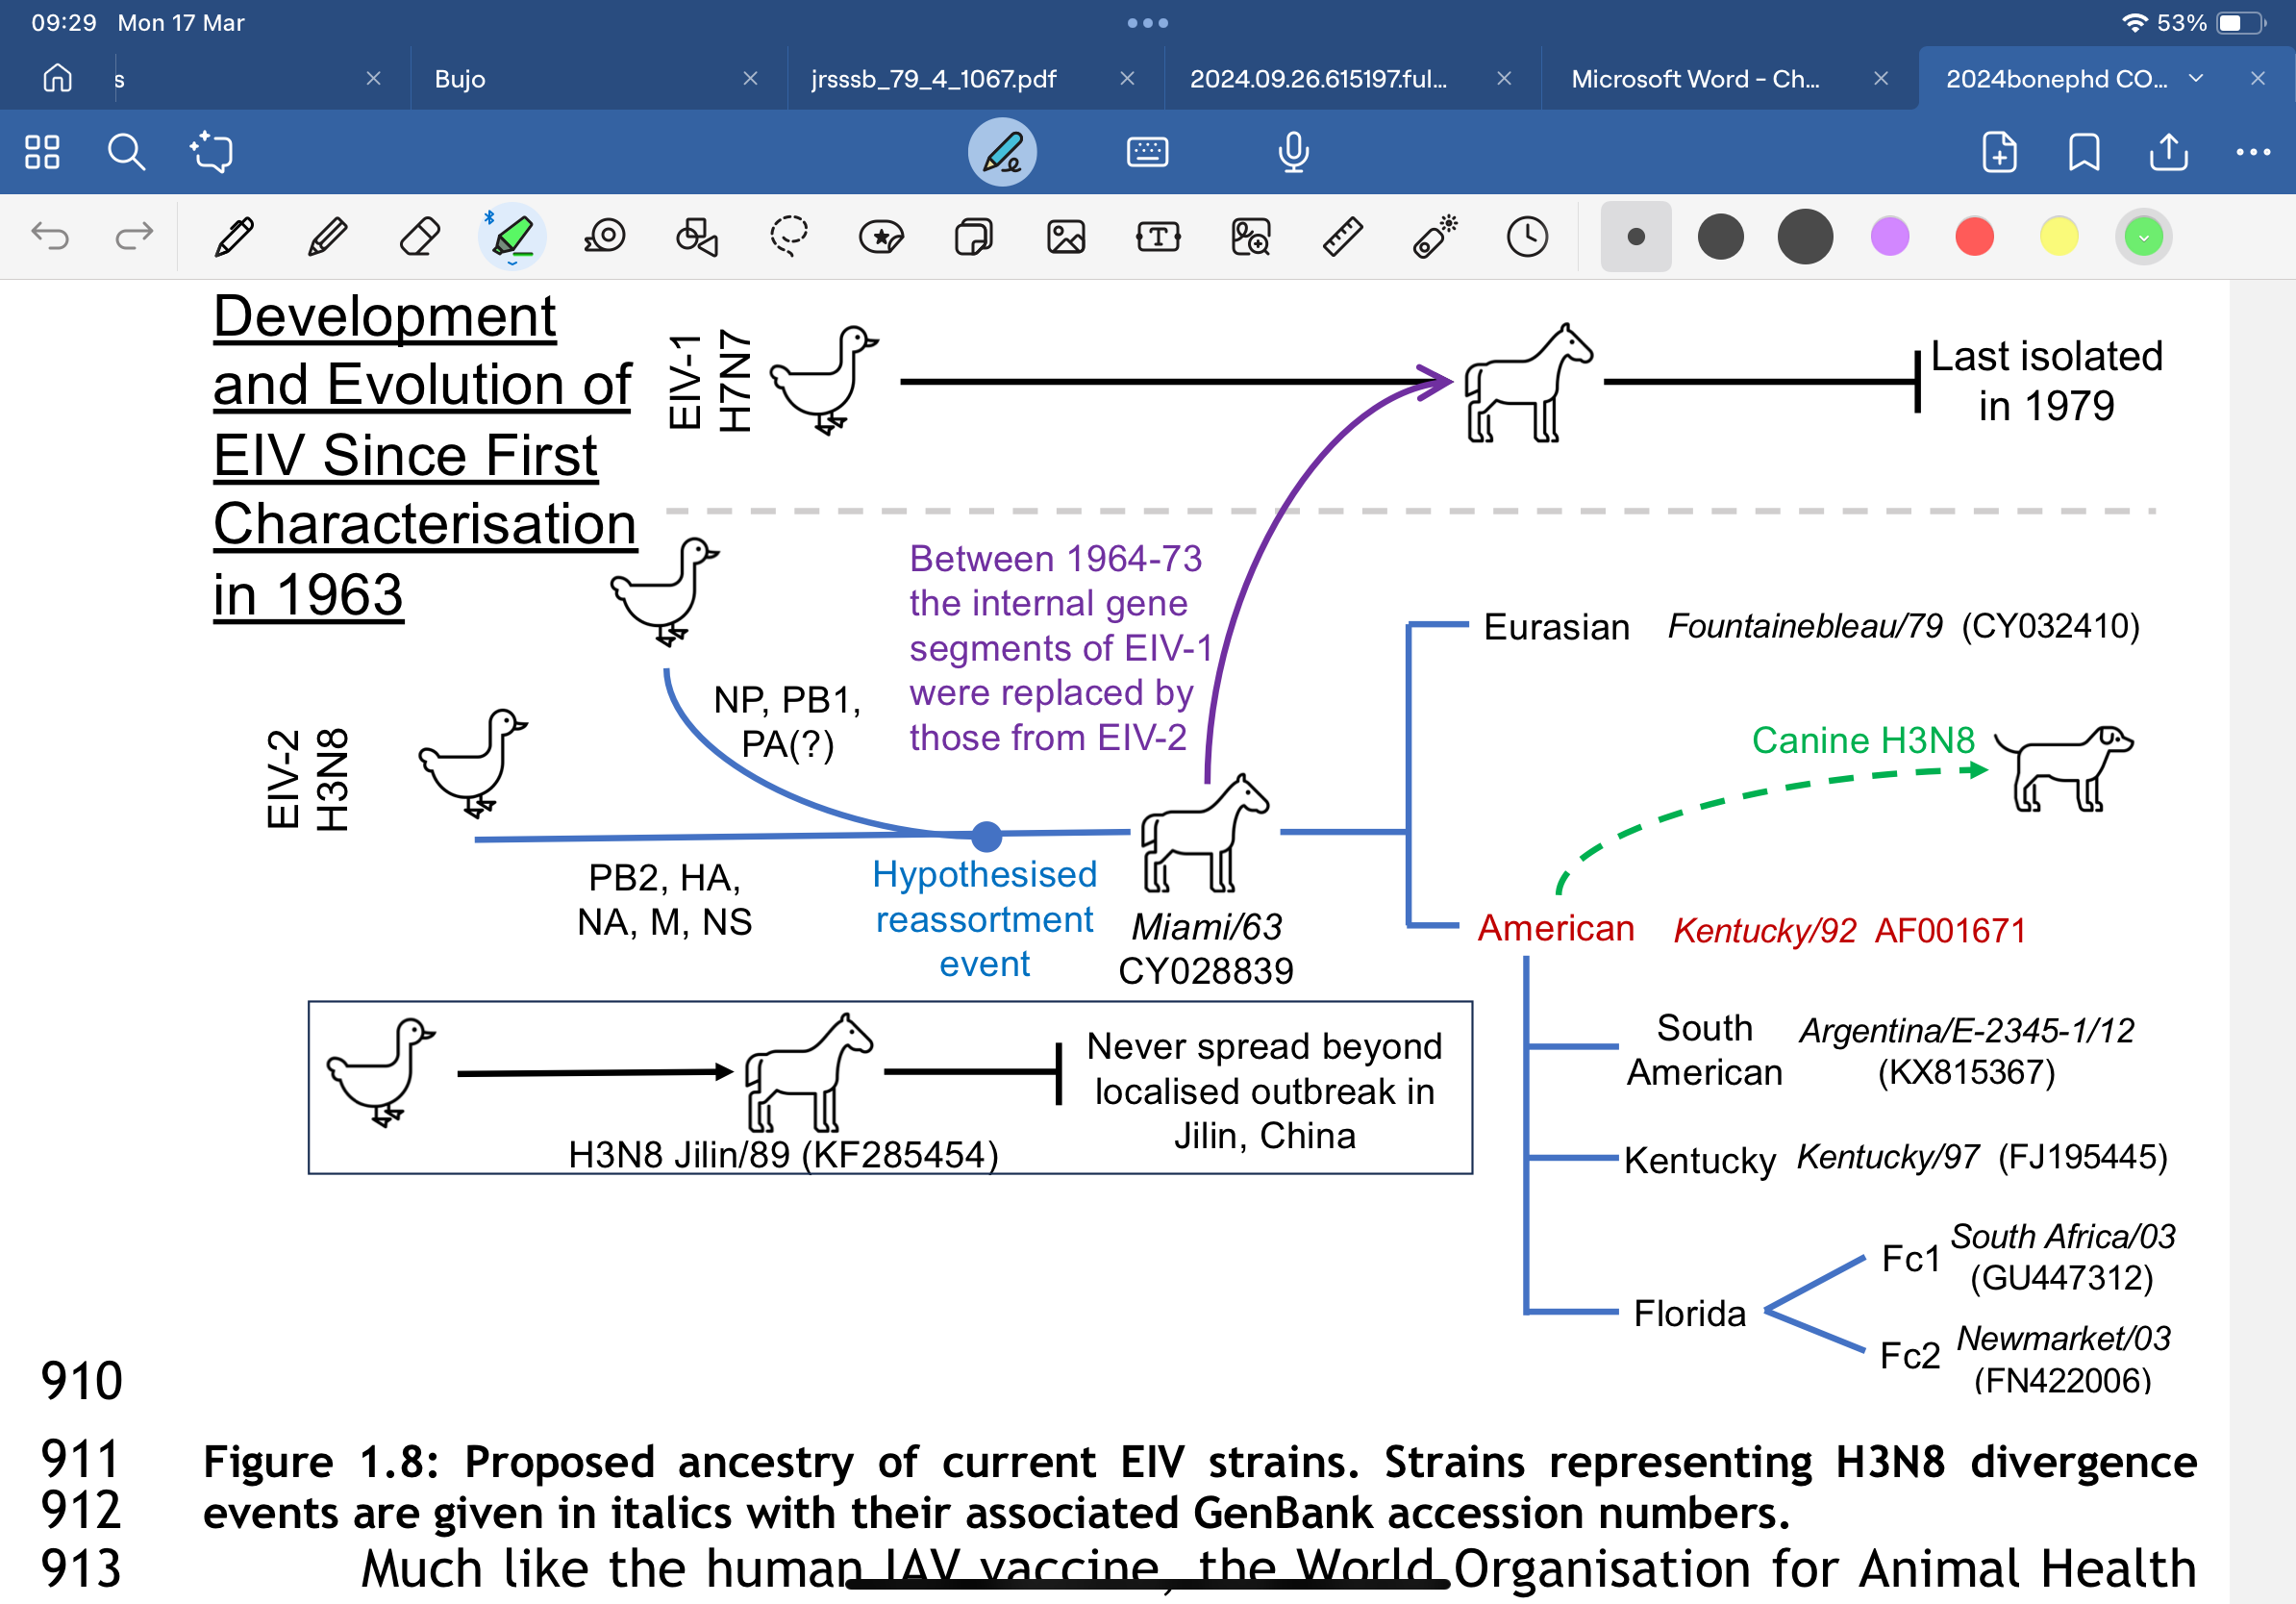 09:29 Mon 17 Mar
53%
s
Bujo
jrsssb_79_4_1067.pdf
2024.09.26.615197.ful...
Microsoft Word - Ch...
2024bonephd CO...
Development
and Evolution of
EIV Since First
Characterisation
in 1963
EIV-1
H7N7
Last isolated
in 1979
Between 1964-73
the internal gene
segments of EIV-1
were replaced by
those from EIV-2
NP, PB1,
PA(?)
EIV-2
H3N8
PB2, HA,
NA, M, NS
Hypothesised
reassortment
event
Miami/63
CY028839
Eurasian Fountainebleau/79 (CY032410)
Canine H3N8
American Kentucky/92 AF001671
South
American
Argentina/E-2345-1/12
(KX815367)
Kentucky Kentucky/97 (FJ195445)
Florida
Fc1
South Africa/03
(GU447312)
Fc2
Newmarket/03
(FN422006)
H3N8 Jilin/89 (KF285454)
Never spread beyond
localised outbreak in
Jilin, China
910
911 Figure 1.8: Proposed ancestry of current EIV strains. Strains representing H3N8 divergence
912 events are given in italics with their associated GenBank accession numbers.
913 Much like the human IAV vaccine, the World Organisation for Animal Health